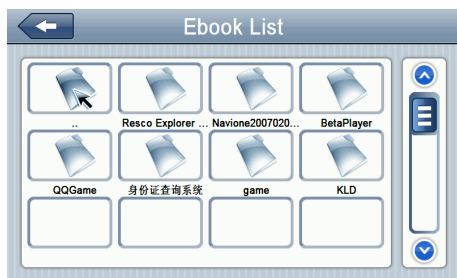 Ebook List
..
Resco Explorer ...
Navione2007020...
BetaPlayer
QQGame
身份证查询系统
game
KLD